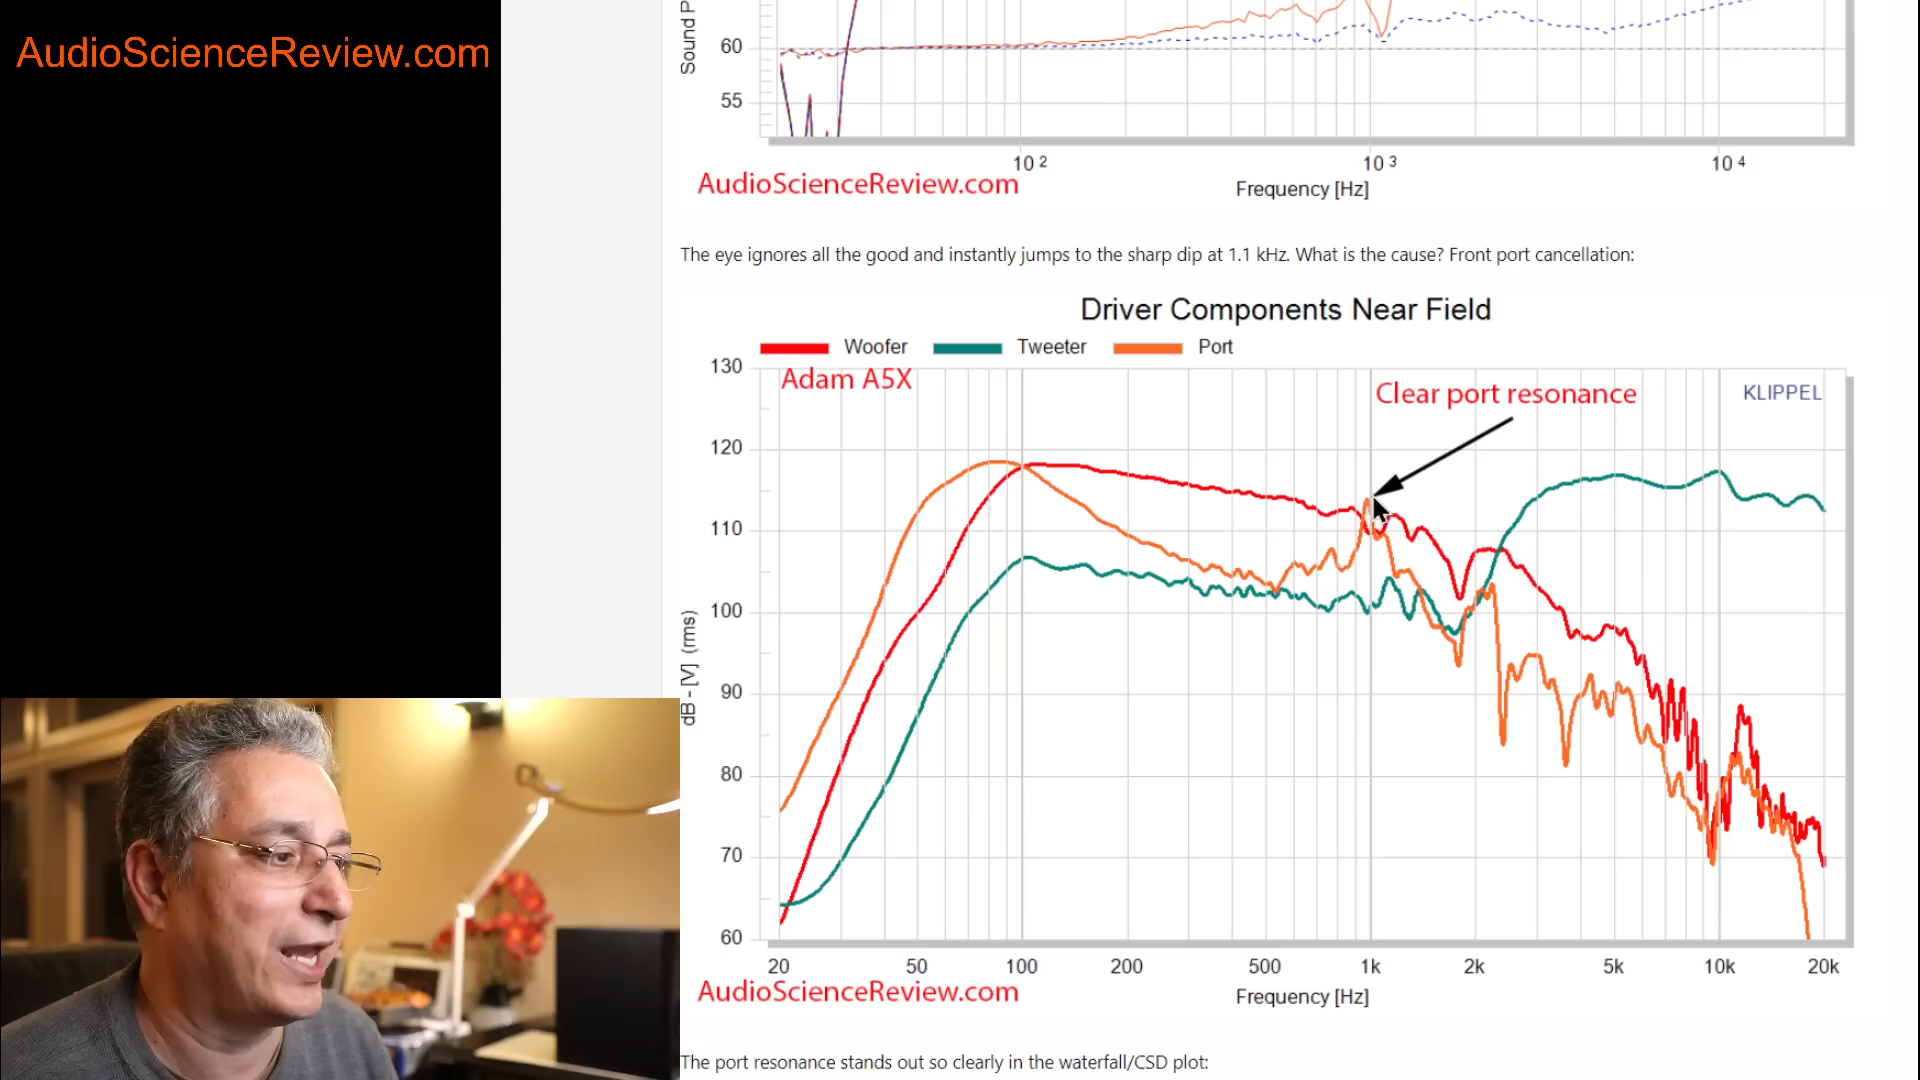 AudioScienceReview.com
Sound P
60
55
10 2 10 3 10 4
AudioScienceReview.com
Frequency [Hz]
The eye ignores all the good and instantly jumps to the sharp dip at 1.1 kHz. What is the cause? Front port cancellation:
Driver Components Near Field
Woofer Tweeter Port
130
Adam A5X
Clear port resonance
KLIPPEL
120
110
100
90
80
70
60
dB - [V] (rms)
20 50 100 200 500 1k 2k 5k 10k 20k
AudioScienceReview.com
Frequency [Hz]
The port resonance stands out so clearly in the waterfall/CSD plot: